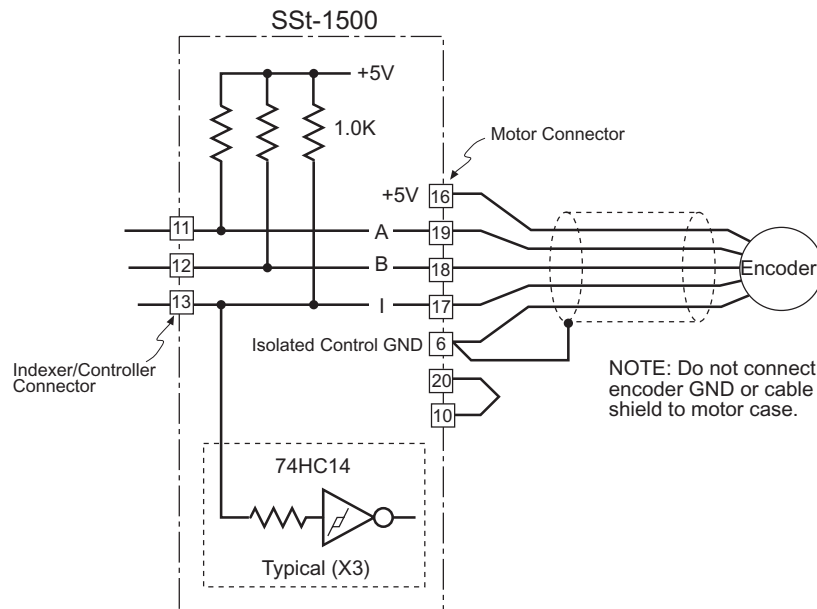 SSt-1500
+5V
1.0K
Motor Connector
+5V
16
11
A
19
12
B
18
Encoder
13
I
17
Isolated Control GND
6
Indexer/Controller
Connector
20
10
NOTE: Do not connect
encoder GND or cable
shield to motor case.
74HC14
Typical (X3)